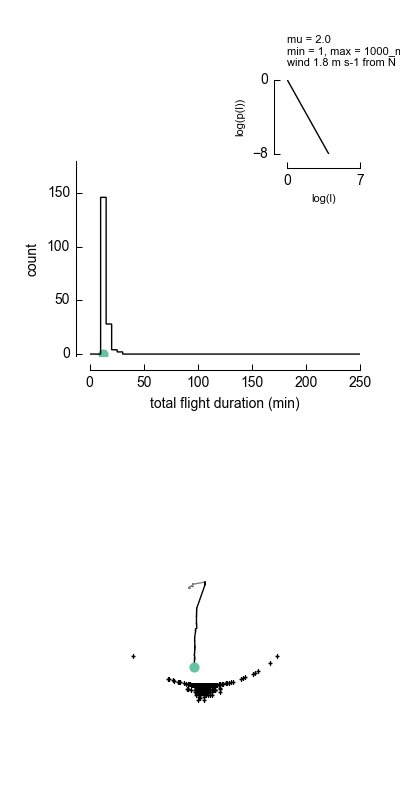 mu = 2.0
min = 1, max = 1000_
wind 1.8 m s-1 from N
0
log(p(l))
−8
0 7
log(l)
150
100
50
0
count
0 50 100 150 200 250
total flight duration (min)